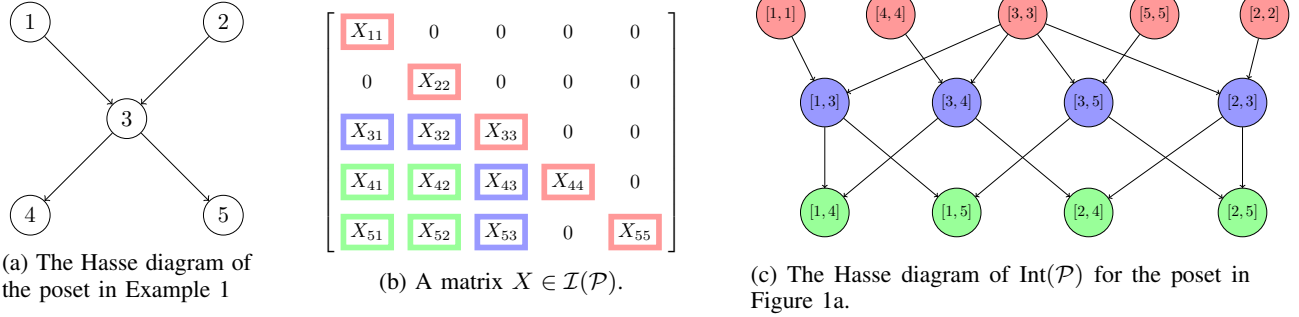 1 2
3
4 5
(a) The Hasse diagram of
the poset in Example 1
X₁₁ 0 0 0 0
0 X₂₂ 0 0 0
X₃₁ X₃₂ X₃₃ 0 0
X₄₁ X₄₂ X₄₃ X₄₄ 0
X₅₁ X₅₂ X₅₃ 0 X₅₅
(b) A matrix X ∈ 𝓘(𝓟).
[1, 1] [4, 4] [3, 3] [5, 5] [2, 2]
[1, 3] [3, 4] [3, 5] [2, 3]
[1, 4] [1, 5] [2, 4] [2, 5]
(c) The Hasse diagram of Int(𝓟) for the poset in
Figure 1a.